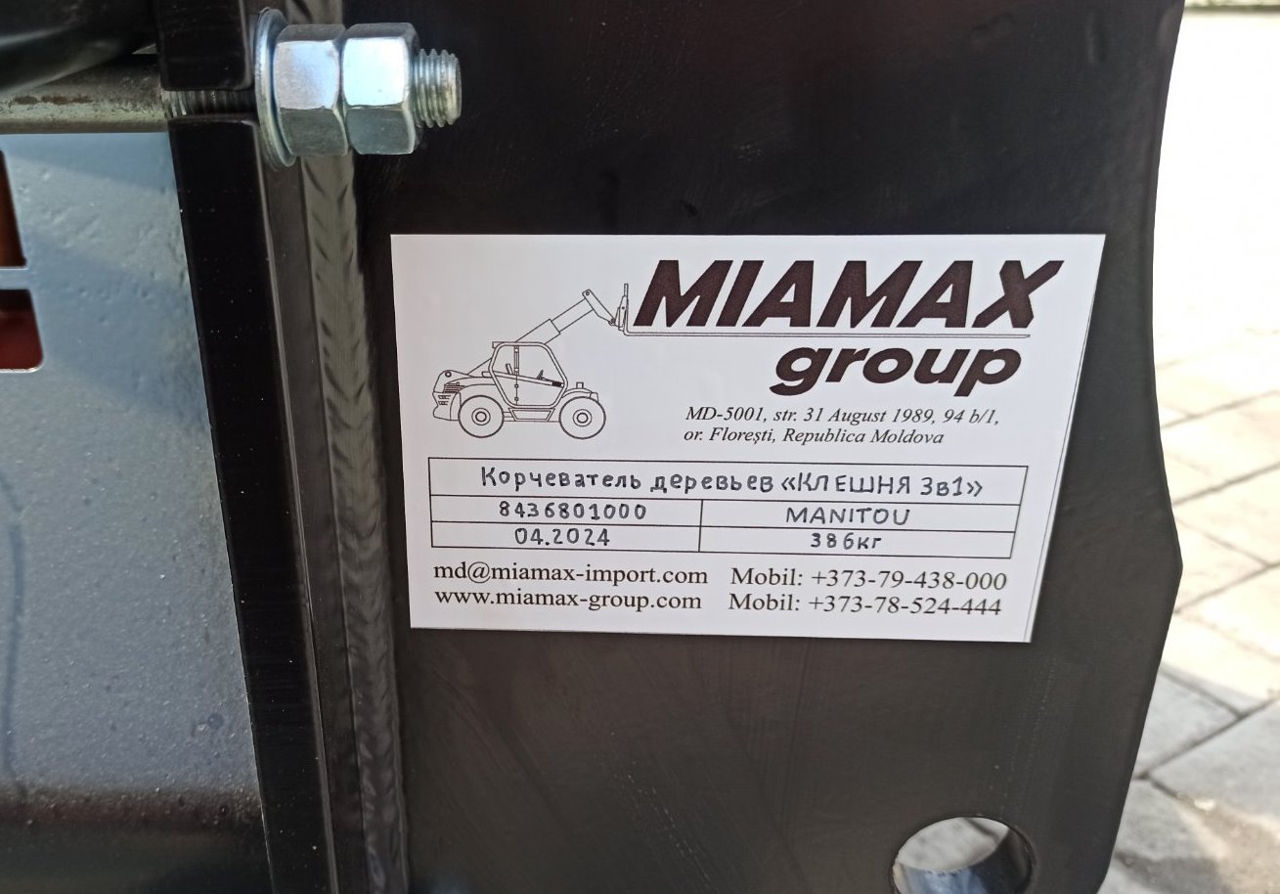 MIAMAX
group
MD-5001, str. 31 August 1989, 94 b/1,
or. Florești, Republica Moldova
Корчеватель деревьев «КЛЕШНЯ 3в1»
8436801000 MANITOU
04.2024 386кг
md@miamax-import.com Mobil: +373-79-438-000
www.miamax-group.com Mobil: +373-78-524-444